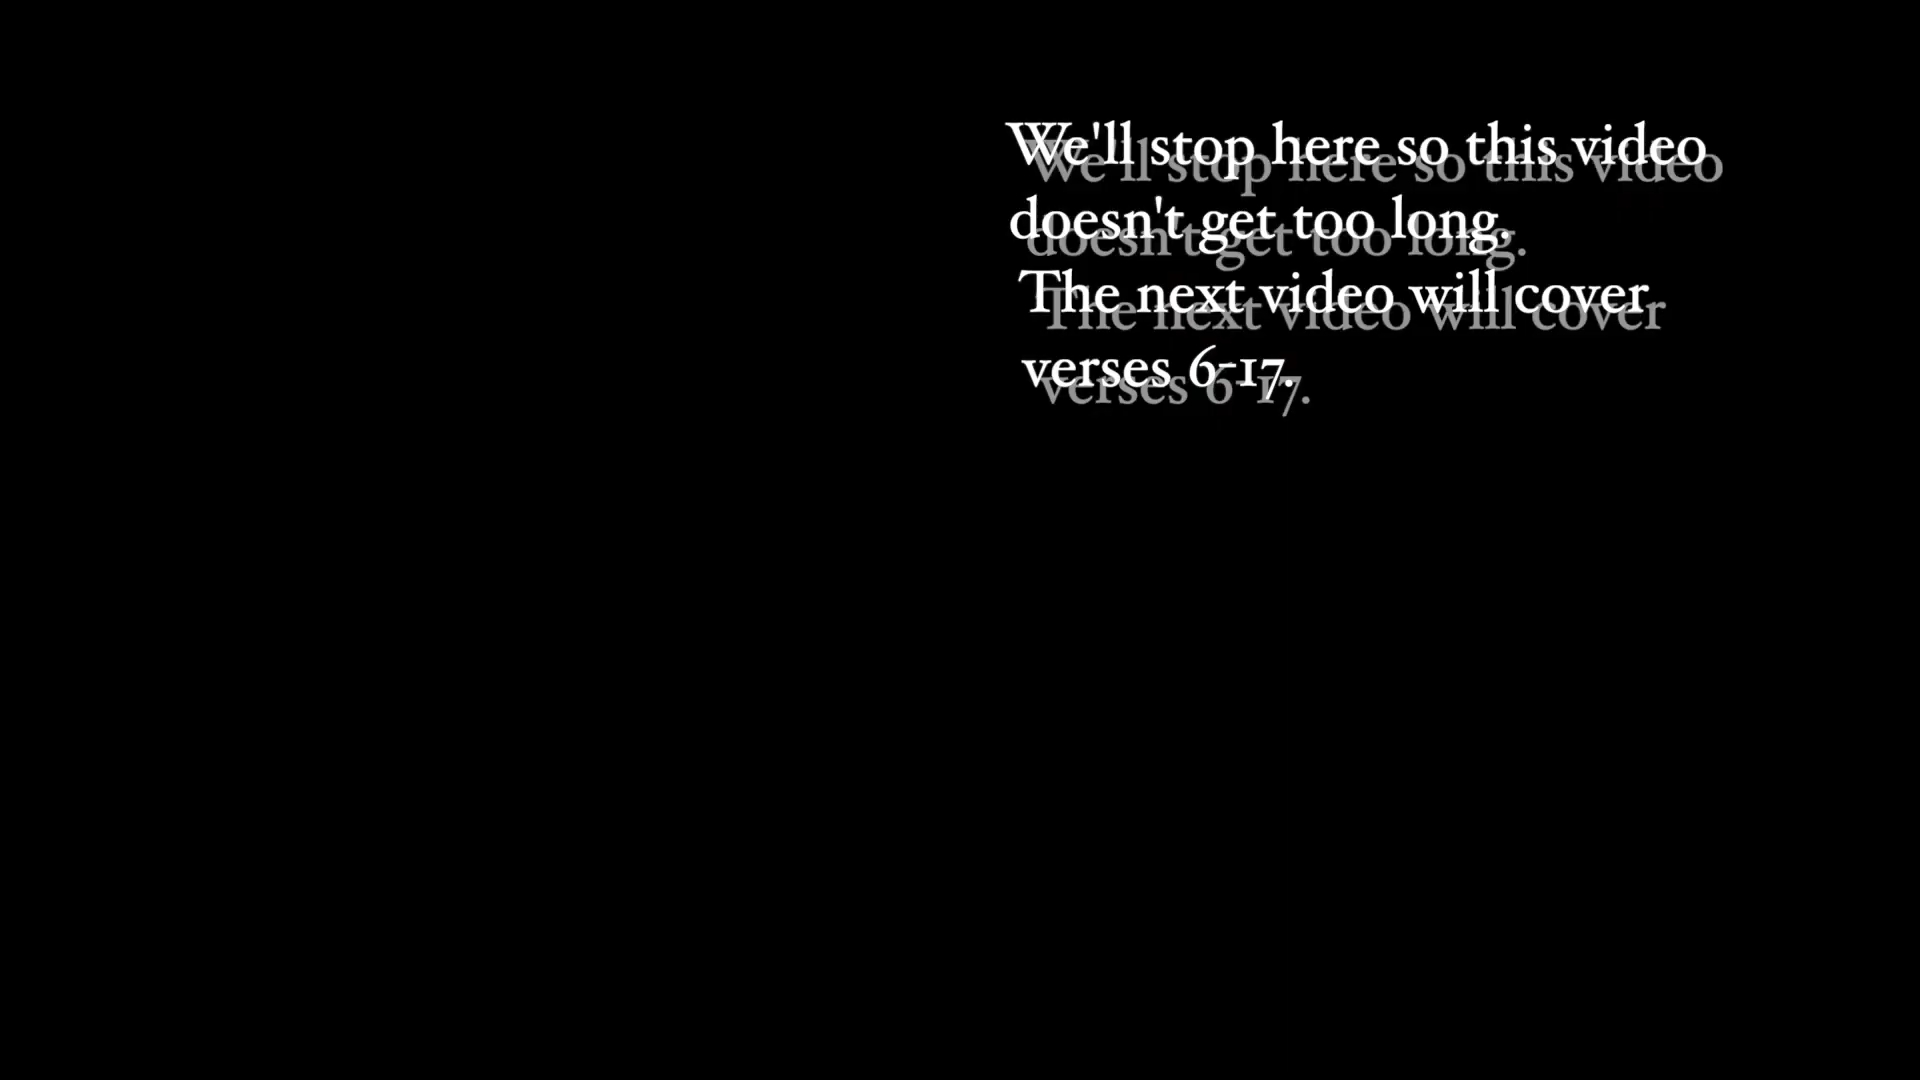 We'll stop here so this video
doesn't get too long.
The next video will cover
verses 6-17.